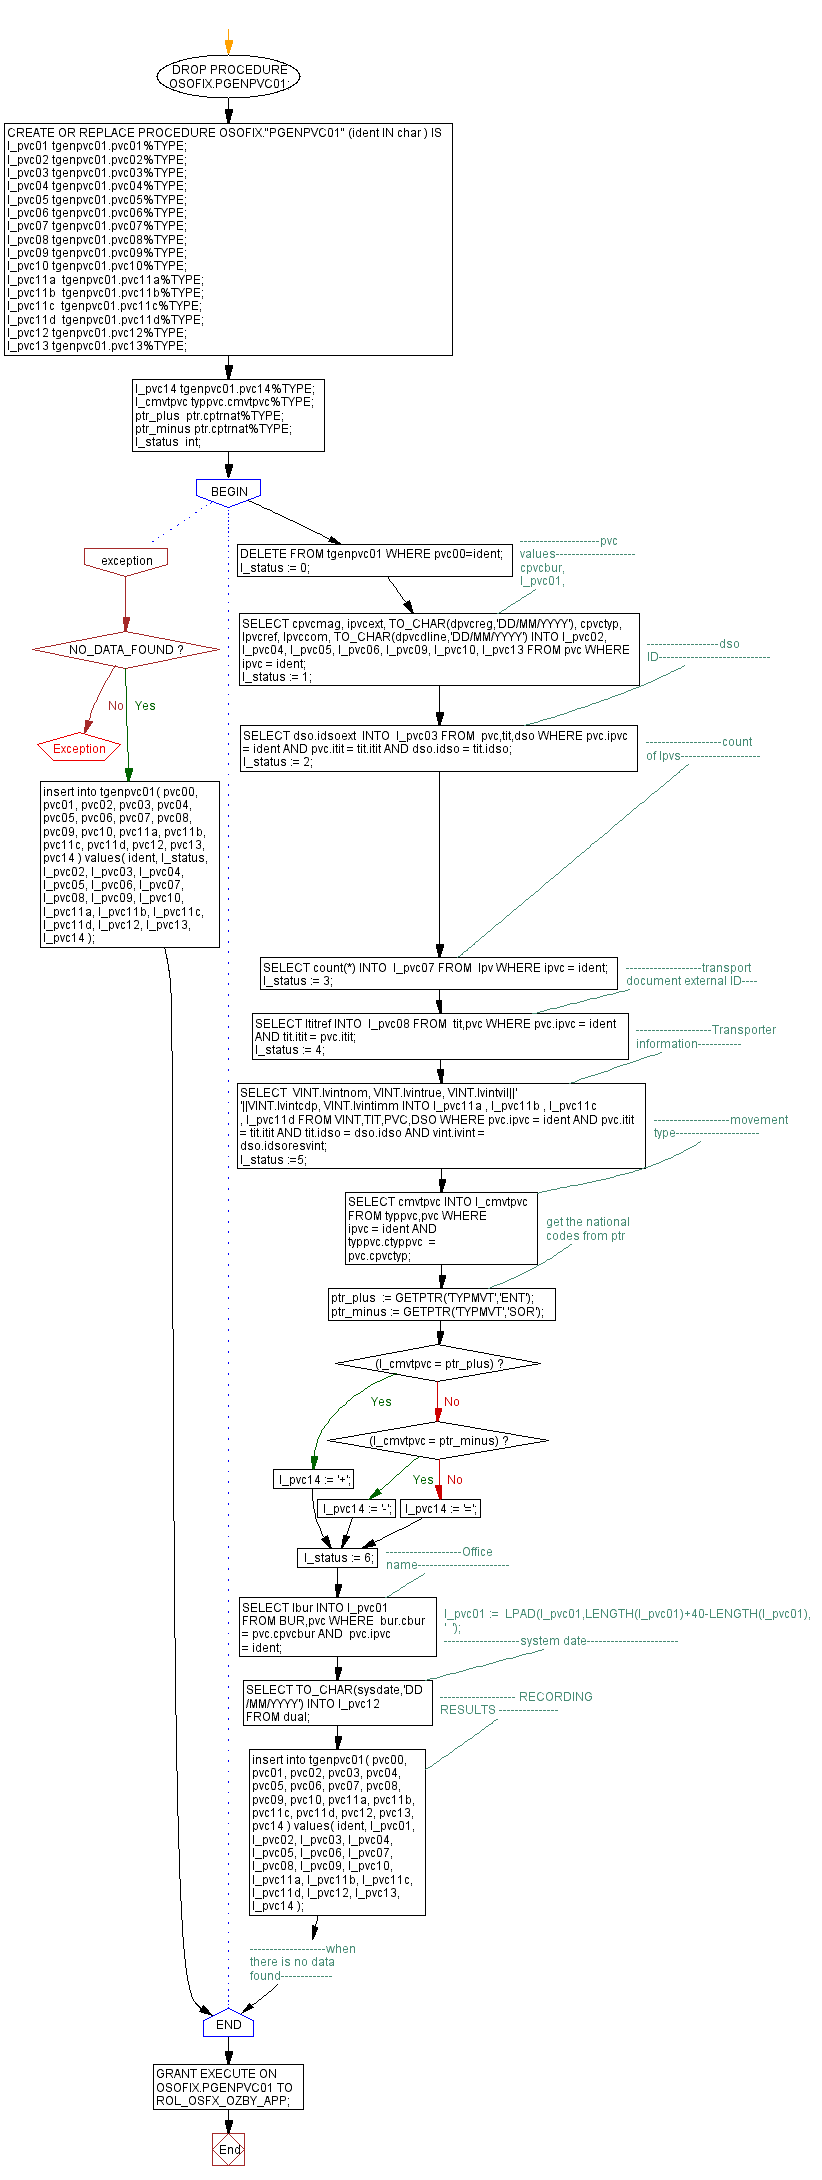 DROP PROCEDURE
OSOFIX.PGENPVC01;
CREATE OR REPLACE PROCEDURE OSOFIX."PGENPVC01" (ident IN char ) IS
l_pvc01 tgenpvc01.pvc01%TYPE;
l_pvc02 tgenpvc01.pvc02%TYPE;
l_pvc03 tgenpvc01.pvc03%TYPE;
l_pvc04 tgenpvc01.pvc04%TYPE;
l_pvc05 tgenpvc01.pvc05%TYPE;
l_pvc06 tgenpvc01.pvc06%TYPE;
l_pvc07 tgenpvc01.pvc07%TYPE;
l_pvc08 tgenpvc01.pvc08%TYPE;
l_pvc09 tgenpvc01.pvc09%TYPE;
l_pvc10 tgenpvc01.pvc10%TYPE;
l_pvc11a tgenpvc01.pvc11a%TYPE;
l_pvc11b tgenpvc01.pvc11b%TYPE;
l_pvc11c tgenpvc01.pvc11c%TYPE;
l_pvc11d tgenpvc01.pvc11d%TYPE;
l_pvc12 tgenpvc01.pvc12%TYPE;
l_pvc13 tgenpvc01.pvc13%TYPE;
l_pvc14 tgenpvc01.pvc14%TYPE;
l_cmvtpvc typpvc.cmvtpvc%TYPE;
ptr_plus ptr.cptrnat%TYPE;
ptr_minus ptr.cptrnat%TYPE;
l_status int;
BEGIN
exception
NO_DATA_FOUND ?
No
Yes
Exception
insert into tgenpvc01( pvc00,
pvc01, pvc02, pvc03, pvc04,
pvc05, pvc06, pvc07, pvc08,
pvc09, pvc10, pvc11a, pvc11b,
pvc11c, pvc11d, pvc12, pvc13,
pvc14 ) values( ident, l_status,
l_pvc02, l_pvc03, l_pvc04,
l_pvc05, l_pvc06, l_pvc07,
l_pvc08, l_pvc09, l_pvc10,
l_pvc11a, l_pvc11b, l_pvc11c,
l_pvc11d, l_pvc12, l_pvc13,
l_pvc14 );
DELETE FROM tgenpvc01 WHERE pvc00=ident;
l_status := 0;
--------------------pvc
values--------------------
cpvcbur,
l_pvc01,
SELECT cpvcmag, ipvcext, TO_CHAR(dpvcreg,'DD/MM/YYYY'), cpvctyp,
lpvcref, lpvccom, TO_CHAR(dpvcdline,'DD/MM/YYYY') INTO l_pvc02,
l_pvc04, l_pvc05, l_pvc06, l_pvc09, l_pvc10, l_pvc13 FROM pvc WHERE
ipvc = ident;
l_status := 1;
-------------------dso
ID----------------------------
SELECT dso.idsoext INTO l_pvc03 FROM pvc,tit,dso WHERE pvc.ipvc
= ident AND pvc.itit = tit.itit AND dso.idso = tit.idso;
l_status := 2;
-------------------count
of lpvs--------------------
SELECT count(*) INTO l_pvc07 FROM lpv WHERE ipvc = ident;
l_status := 3;
-------------------transport
document external ID----
SELECT ltitref INTO l_pvc08 FROM tit,pvc WHERE pvc.ipvc = ident
AND tit.itit = pvc.itit;
l_status := 4;
-------------------Transporter
information-----------
SELECT VINT.lvintnom, VINT.lvintrue, VINT.lvintvil||'
'||VINT.lvintcdp, VINT.lvintimm INTO l_pvc11a , l_pvc11b , l_pvc11c
, l_pvc11d FROM VINT,TIT,PVC,DSO WHERE pvc.ipvc = ident AND pvc.itit
= tit.itit AND tit.idso = dso.idso AND vint.ivint =
dso.idsoresvint;
l_status :=5;
-------------------movement
type---------------------
SELECT cmvtpvc INTO l_cmvtpvc
FROM typpvc,pvc WHERE
ipvc = ident AND
typpvc.ctyppvc =
pvc.cpvctyp;
get the national
codes from ptr
ptr_plus := GETPTR('TYPMVT','ENT');
ptr_minus := GETPTR('TYPMVT','SOR');
(l_cmvtpvc = ptr_plus) ?
Yes
No
(l_cmvtpvc = ptr_minus) ?
l_pvc14 := '+';
Yes
No
l_pvc14 := '-';
l_pvc14 := '=';
l_status := 6;
-------------------Office
name-----------------------
SELECT lbur INTO l_pvc01
FROM BUR,pvc WHERE bur.cbur
= pvc.cpvcbur AND pvc.ipvc
= ident;
l_pvc01 := LPAD(l_pvc01,LENGTH(l_pvc01)+40-LENGTH(l_pvc01),
' ');
-------------------system date-----------------------
SELECT TO_CHAR(sysdate,'DD
/MM/YYYY') INTO l_pvc12
FROM dual;
------------------- RECORDING
RESULTS ---------------
insert into tgenpvc01( pvc00,
pvc01, pvc02, pvc03, pvc04,
pvc05, pvc06, pvc07, pvc08,
pvc09, pvc10, pvc11a, pvc11b,
pvc11c, pvc11d, pvc12, pvc13,
pvc14 ) values( ident, l_pvc01,
l_pvc02, l_pvc03, l_pvc04,
l_pvc05, l_pvc06, l_pvc07,
l_pvc08, l_pvc09, l_pvc10,
l_pvc11a, l_pvc11b, l_pvc11c,
l_pvc11d, l_pvc12, l_pvc13,
l_pvc14 );
-------------------when
there is no data
found-------------
END
GRANT EXECUTE ON
OSOFIX.PGENPVC01 TO
ROL_OSFX_OZBY_APP;
End